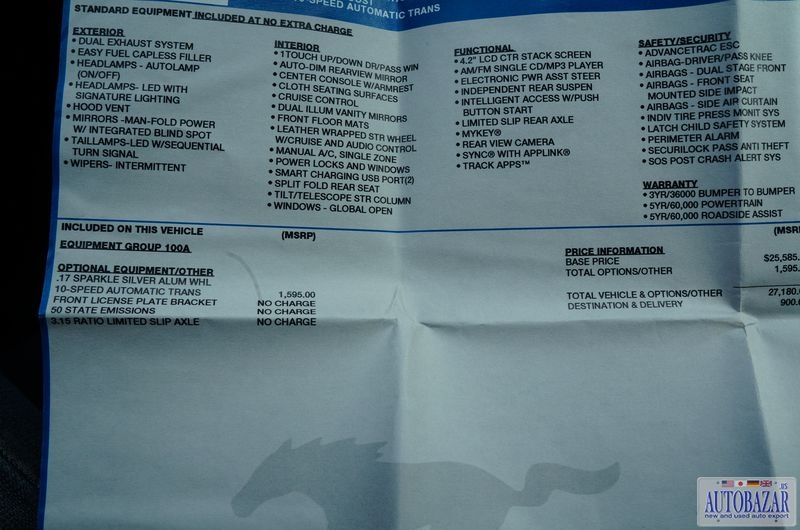 10-SPEED AUTOMATIC TRANS
STANDARD EQUIPMENT INCLUDED AT NO EXTRA CHARGE
EXTERIOR
• DUAL EXHAUST SYSTEM
• EASY FUEL CAPLESS FILLER
• HEADLAMPS - AUTOLAMP
(ON/OFF)
• HEADLAMPS- LED WITH
SIGNATURE LIGHTING
• HOOD VENT
• MIRRORS -MAN-FOLD POWER
W/ INTEGRATED BLIND SPOT
• TAILLAMPS-LED W/SEQUENTIAL
TURN SIGNAL
• WIPERS- INTERMITTENT
INTERIOR
• 1TOUCH UP/DOWN DR/PASS WIN
• AUTO-DIM REARVIEW MIRROR
• CENTER CONSOLE W/ARMREST
• CLOTH SEATING SURFACES
• CRUISE CONTROL
• DUAL ILLUM VANITY MIRRORS
• FRONT FLOOR MATS
• LEATHER WRAPPED STR WHEEL
W/CRUISE AND AUDIO CONTROL
• MANUAL A/C, SINGLE ZONE
• POWER LOCKS AND WINDOWS
• SMART CHARGING USB PORT(2)
• SPLIT FOLD REAR SEAT
• TILT/TELESCOPE STR COLUMN
• WINDOWS - GLOBAL OPEN
FUNCTIONAL
• 4.2" LCD CTR STACK SCREEN
• AM/FM SINGLE CD/MP3 PLAYER
• ELECTRONIC PWR ASST STEER
• INDEPENDENT REAR SUSPEN
• INTELLIGENT ACCESS W/PUSH
BUTTON START
• LIMITED SLIP REAR AXLE
• MYKEY®
• REAR VIEW CAMERA
• SYNC® WITH APPLINK®
• TRACK APPS™
SAFETY/SECURITY
• ADVANCETRAC ESC
• AIRBAG-DRIVER/PASS KNEE
• AIRBAGS - DUAL STAGE FRONT
• AIRBAGS - FRONT SEAT
MOUNTED SIDE IMPACT
• AIRBAGS - SIDE AIR CURTAIN
• INDIV TIRE PRESS MONIT SYS
• LATCH CHILD SAFETY SYSTEM
• PERIMETER ALARM
• SECURILOCK PASS ANTI THEFT
• SOS POST CRASH ALERT SYS
WARRANTY
• 3YR/36000 BUMPER TO BUMPER
• 5YR/60,000 POWERTRAIN
• 5YR/60,000 ROADSIDE ASSIST
INCLUDED ON THIS VEHICLE (MSRP)
EQUIPMENT GROUP 100A
OPTIONAL EQUIPMENT/OTHER
.17 SPARKLE SILVER ALUM WHL
10-SPEED AUTOMATIC TRANS 1,595.00
FRONT LICENSE PLATE BRACKET NO CHARGE
50 STATE EMISSIONS NO CHARGE
3.15 RATIO LIMITED SLIP AXLE NO CHARGE
(MSR
PRICE INFORMATION
BASE PRICE $25,585.
TOTAL OPTIONS/OTHER 1,595.
TOTAL VEHICLE & OPTIONS/OTHER 27,180.
DESTINATION & DELIVERY 900.
AUTOBAZAR.US
new and used auto export